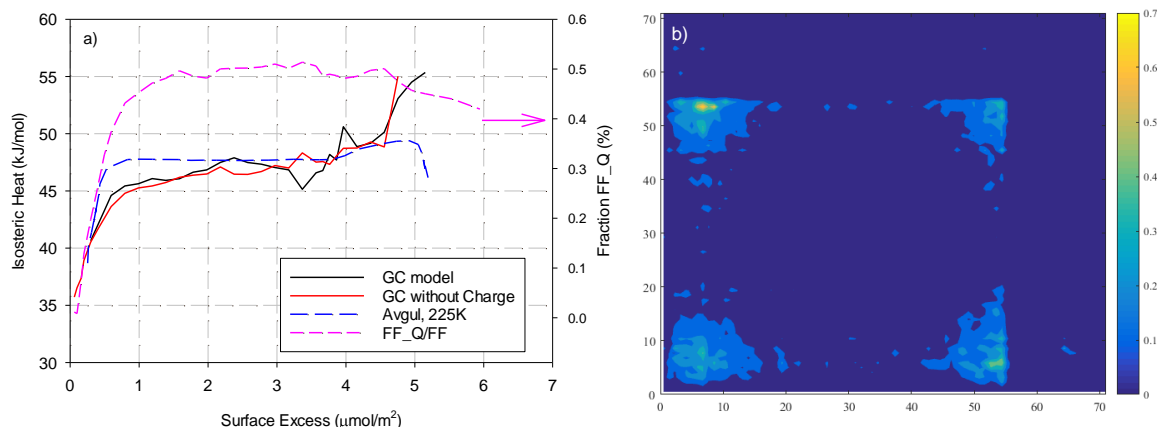 a)
Isosteric Heat (kJ/mol)
60
55
50
45
40
35
30
0 1 2 3 4 5 6 7
Surface Excess (μmol/m²)
0.6
0.5
0.4
0.3
0.2
0.1
0.0
Fraction FF_Q (%)
GC model
GC without Charge
Avgul, 225K
FF_Q/FF
b)
70
60
50
40
30
20
10
0 10 20 30 40 50 60 70
0.7
0.6
0.5
0.4
0.3
0.2
0.1
0